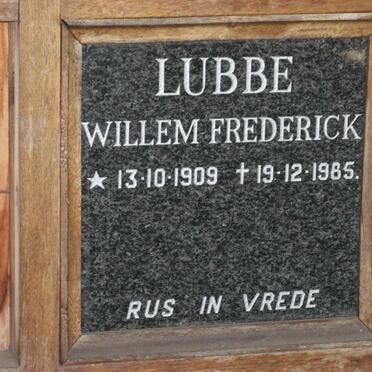 LUBBE
WILLEM FREDERICK
★ 13·10·1909 ✝ 19·12·1985.
RUS IN VREDE